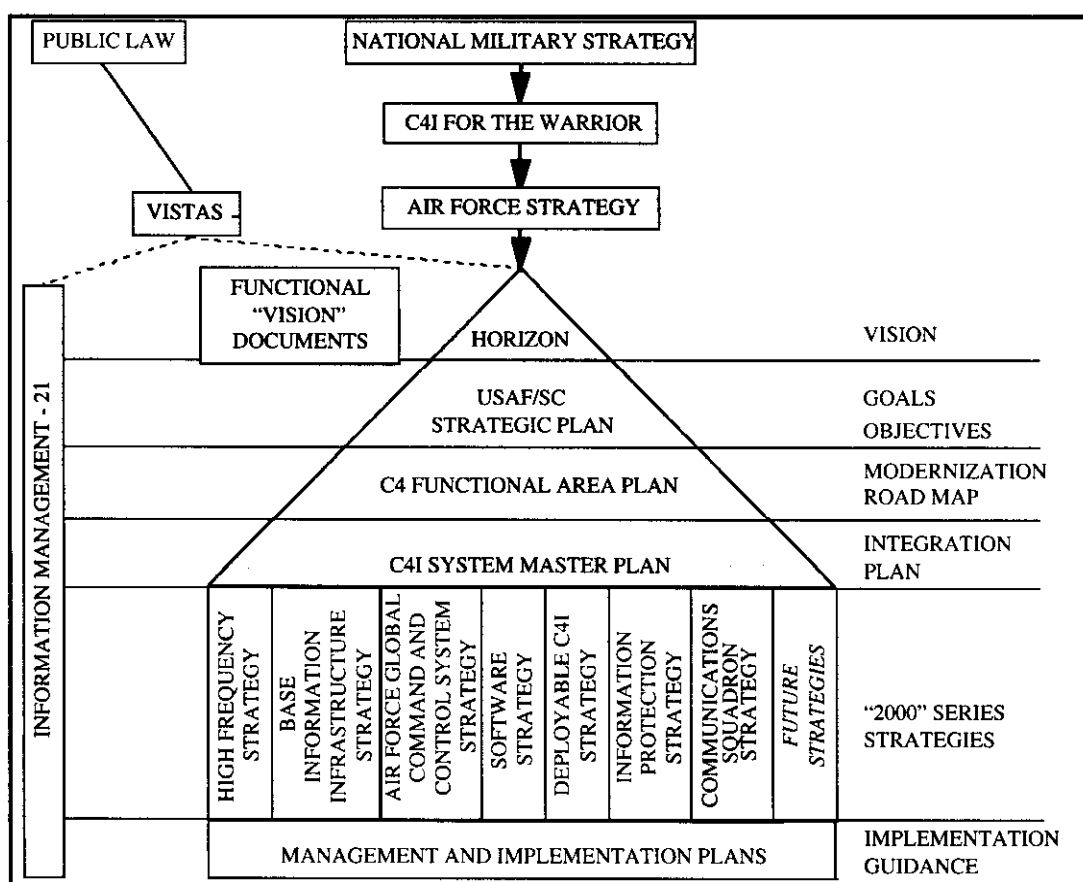 PUBLIC LAW
NATIONAL MILITARY STRATEGY
C4I FOR THE WARRIOR
VISTAS
AIR FORCE STRATEGY
FUNCTIONAL
“VISION”
DOCUMENTS
HORIZON
VISION
USAF/SC
STRATEGIC PLAN
GOALS
OBJECTIVES
C4 FUNCTIONAL AREA PLAN
MODERNIZATION
ROAD MAP
C4I SYSTEM MASTER PLAN
INTEGRATION
PLAN
INFORMATION MANAGEMENT - 21
HIGH FREQUENCY
STRATEGY
BASE
INFORMATION
INFRASTRUCTURE
STRATEGY
AIR FORCE GLOBAL
COMMAND AND
CONTROL SYSTEM
STRATEGY
SOFTWARE
STRATEGY
DEPLOYABLE C4I
STRATEGY
INFORMATION
PROTECTION
STRATEGY
COMMUNICATIONS
SQUADRON
STRATEGY
FUTURE
STRATEGIES
“2000” SERIES
STRATEGIES
MANAGEMENT AND IMPLEMENTATION PLANS
IMPLEMENTATION
GUIDANCE